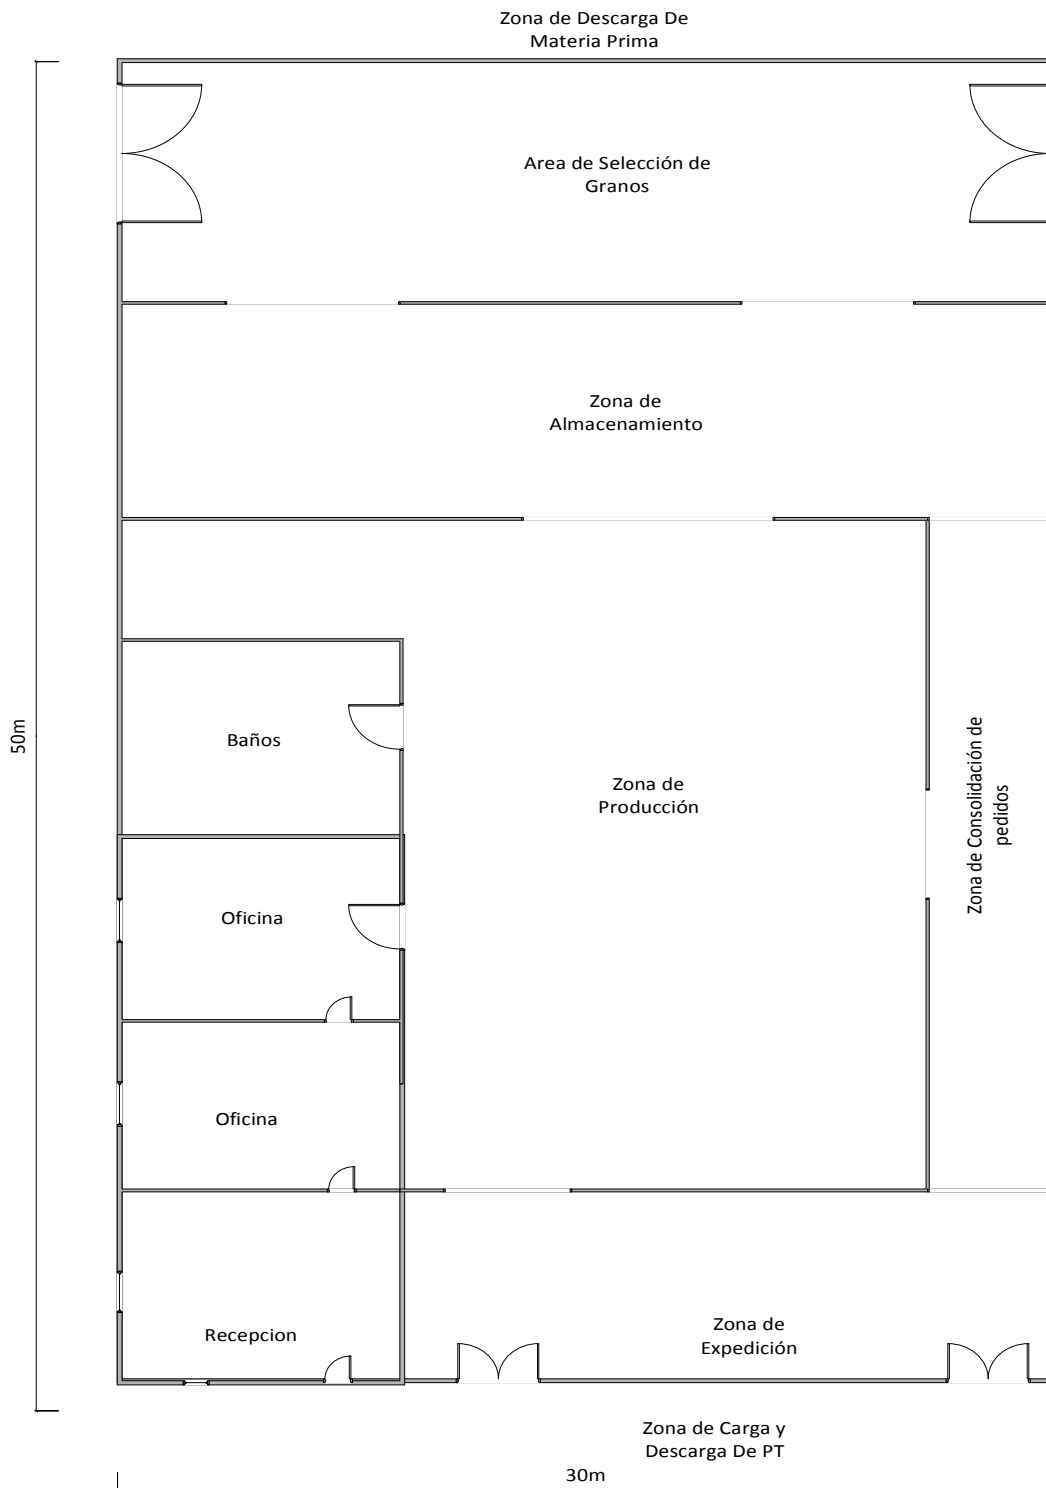 Zona de Descarga De
Materia Prima
Area de Selección de
Granos
Zona de
Almacenamiento
50m
Baños
Zona de
Producción
Zona de Consolidación de
pedidos
Oficina
Oficina
Recepcion
Zona de
Expedición
Zona de Carga y
Descarga De PT
30m